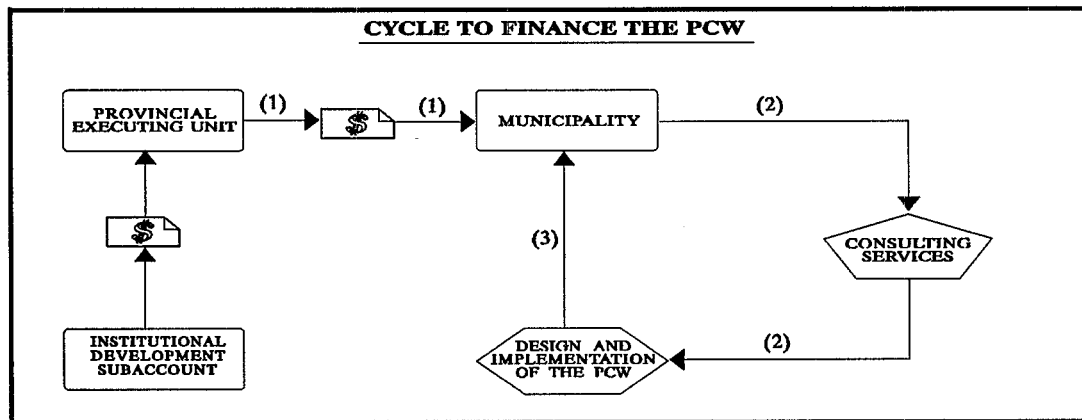 CYCLE TO FINANCE THE PCW
PROVINCIAL
EXECUTING UNIT
(1)
$
(1)
MUNICIPALITY
(2)
$
(3)
CONSULTING
SERVICES
INSTITUTIONAL
DEVELOPMENT
SUBACCOUNT
DESIGN AND
IMPLEMENTATION
OF THE PCW
(2)